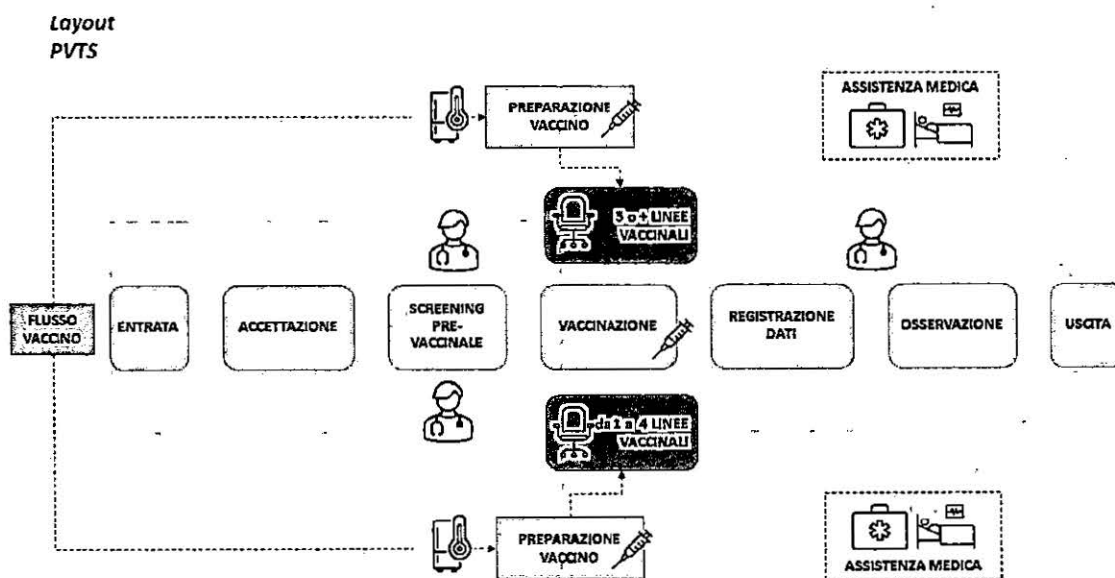 Layout
PVTS
ASSISTENZA MEDICA
PREPARAZIONE
VACCINO
5 o + LINEE
VACCINALI
FLUSSO
VACCINO
ENTRATA
ACCETTAZIONE
SCREENING
PRE-
VACCINALE
VACCINAZIONE
REGISTRAZIONE
DATI
OSSERVAZIONE
USCITA
da 1 a 4 LINEE
VACCINALI
PREPARAZIONE
VACCINO
ASSISTENZA MEDICA